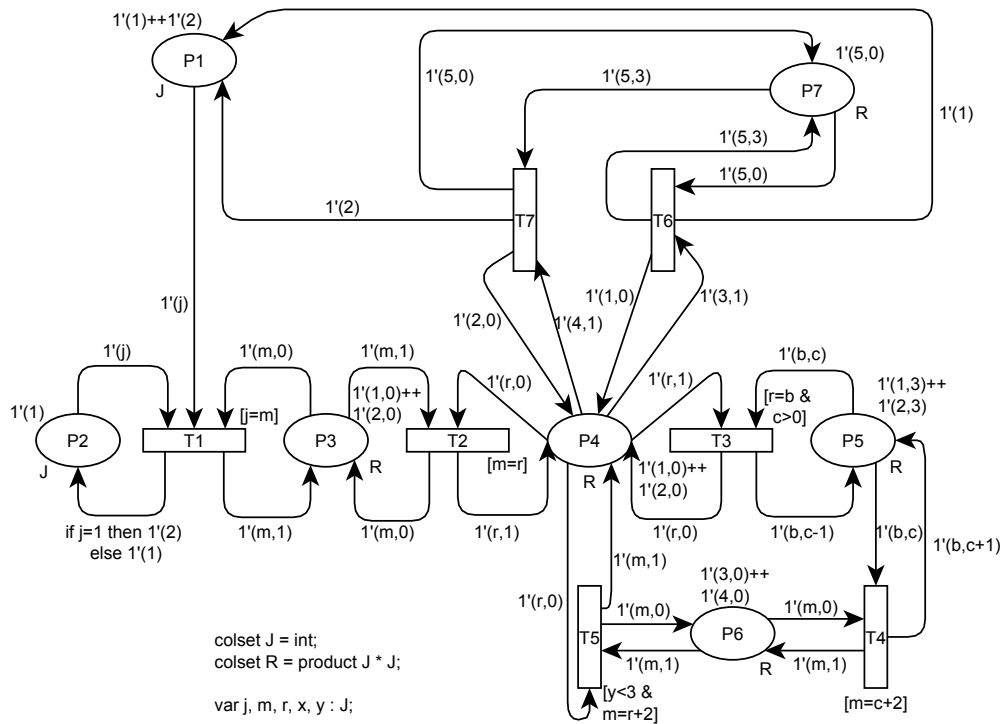 1'(1)++1'(2)
P1
J
1'(5,0)
1'(5,3)
1'(5,0)
P7
R
1'(1)
1'(5,3)
1'(5,0)
1'(2)
T7
T6
1'(j)
1'(2,0)
1'(4,1)
1'(1,0)
1'(3,1)
1'(j)
1'(m,0)
1'(m,1)
1'(r,0)
1'(r,1)
1'(b,c)
1'(1)
P2
J
T1
[j=m]
1'(1,0)++
1'(2,0)
P3
R
T2
[m=r]
P4
R
1'(1,0)++
1'(2,0)
T3
[r=b &
c>0]
1'(1,3)++
1'(2,3)
P5
R
if j=1 then 1'(2)
else 1'(1)
1'(m,1)
1'(m,0)
1'(r,1)
1'(r,0)
1'(b,c-1)
1'(b,c)
1'(b,c+1)
1'(m,1)
1'(r,0)
T5
1'(m,0)
1'(m,1)
1'(3,0)++
1'(4,0)
P6
R
1'(m,0)
1'(m,1)
T4
[y<3 &
m=r+2]
[m=c+2]
colset J = int;
colset R = product J * J;
var j, m, r, x, y : J;